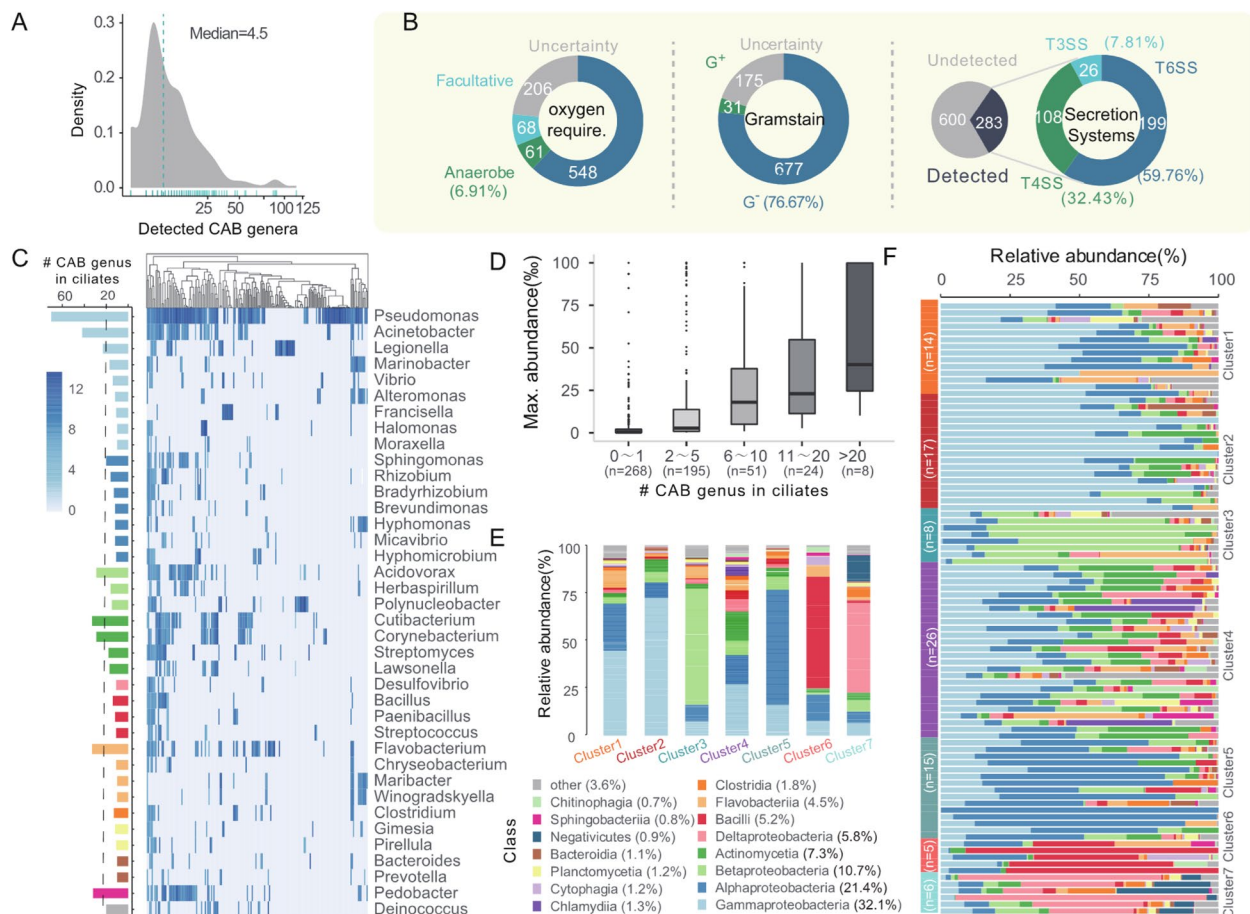 A
0.3
0.2
0.1
0.0
Density
Median=4.5
25
50
100
125
Detected CAB genera
B
Uncertainty
Facultative
206
68
61
548
oxygen
require.
Anaerobe
(6.91%)
Uncertainty
G+
175
31
677
Gramstain
G- (76.67%)
Undetected
600
283
Detected
T3SS (7.81%)
26
T6SS
108
199
Secretion
Systems
T4SS
(32.43%)
(59.76%)
C
# CAB genus
in ciliates
60
20
12
8
4
0
Pseudomonas
Acinetobacter
Legionella
Marinobacter
Vibrio
Alteromonas
Francisella
Halomonas
Moraxella
Sphingomonas
Rhizobium
Bradyrhizobium
Brevundimonas
Hyphomonas
Micavibrio
Hyphomicrobium
Acidovorax
Herbaspirillum
Polynucleobacter
Cutibacterium
Corynebacterium
Streptomyces
Lawsonella
Desulfovibrio
Bacillus
Paenibacillus
Streptococcus
Flavobacterium
Chryseobacterium
Maribacter
Winogradskyella
Clostridium
Gimesia
Pirellula
Bacteroides
Prevotella
Pedobacter
Deinococcus
D
Max. abundance(‰)
100
75
50
25
0
0～1
(n=268)
2～5
(n=195)
6～10
(n=51)
11～20
(n=24)
>20
(n=8)
# CAB genus in ciliates
E
Relative abundance(%)
100
75
50
25
0
Cluster1
Cluster2
Cluster3
Cluster4
Cluster5
Cluster6
Cluster7
Class
other (3.6%)
Chitinophagia (0.7%)
Sphingobacteriia (0.8%)
Negativicutes (0.9%)
Bacteroidia (1.1%)
Planctomycetia (1.2%)
Cytophagia (1.2%)
Chlamydiia (1.3%)
Clostridia (1.8%)
Flavobacteriia (4.5%)
Bacilli (5.2%)
Deltaproteobacteria (5.8%)
Actinomycetia (7.3%)
Betaproteobacteria (10.7%)
Alphaproteobacteria (21.4%)
Gammaproteobacteria (32.1%)
F
Relative abundance(%)
0
25
50
75
100
(n=14)
Cluster1
(n=17)
Cluster2
(n=8)
Cluster3
(n=26)
Cluster4
(n=15)
Cluster5
(n=5)
Cluster6
(n=6)
Cluster7